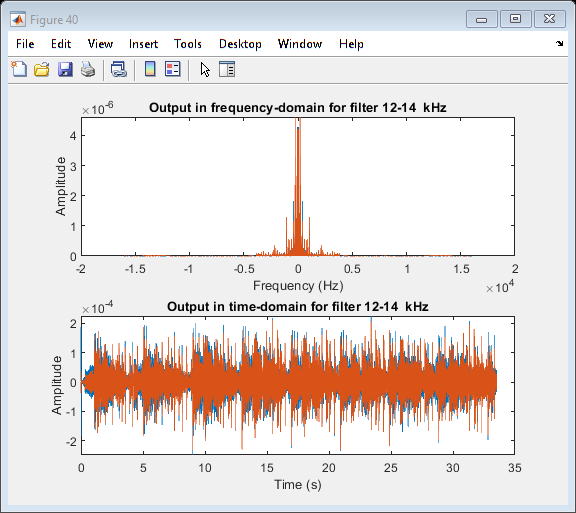 Figure 40
File Edit View Insert Tools Desktop Window Help
×10-6
Output in frequency-domain for filter 12-14 kHz
4
3
2
1
0
Amplitude
-2 -1.5 -1 -0.5 0 0.5 1 1.5 2
Frequency (Hz)
×104
×10-4
Output in time-domain for filter 12-14 kHz
2
1
0
-1
-2
Amplitude
0 5 10 15 20 25 30 35
Time (s)